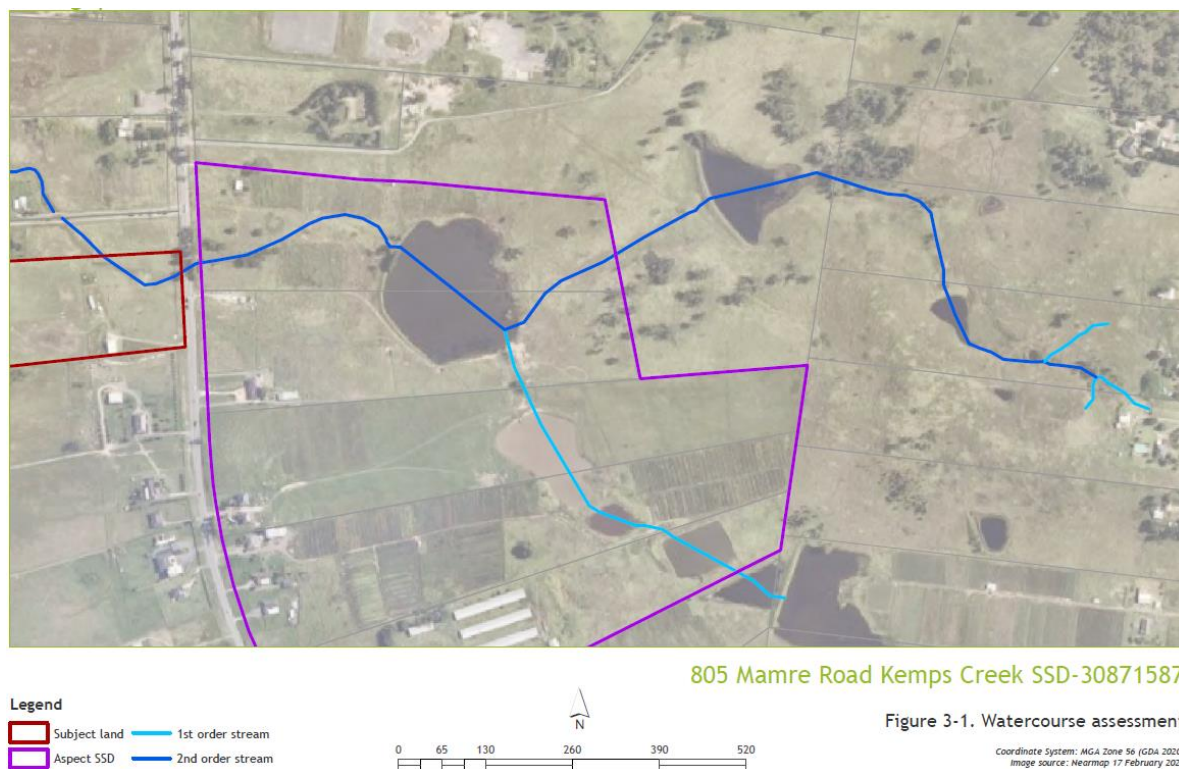 805 Mamre Road Kemps Creek SSD-30871587
Legend
Subject land
1st order stream
Aspect SSD
2nd order stream
N
0 65 130 260 390 520
Figure 3-1. Watercourse assessment
Coordinate System: MGA Zone 56 (GDA 2020
Image source: Nearmap 17 February 202